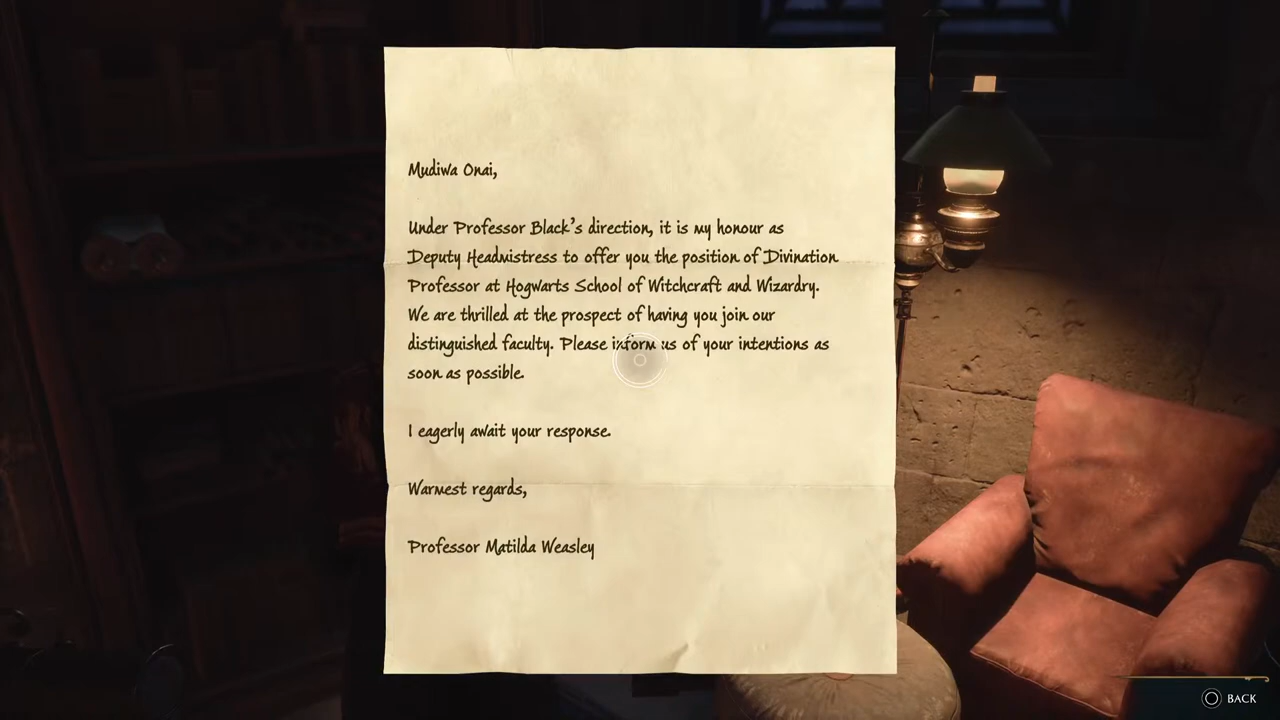 Mudiwa Onai,
Under Professor Black's direction, it is my honour as
Deputy Headmistress to offer you the position of Divination
Professor at Hogwarts School of Witchcraft and Wizardry.
We are thrilled at the prospect of having you join our
distinguished faculty. Please inform us of your intentions as
soon as possible.
I eagerly await your response.
Warmest regards,
Professor Matilda Weasley
BACK